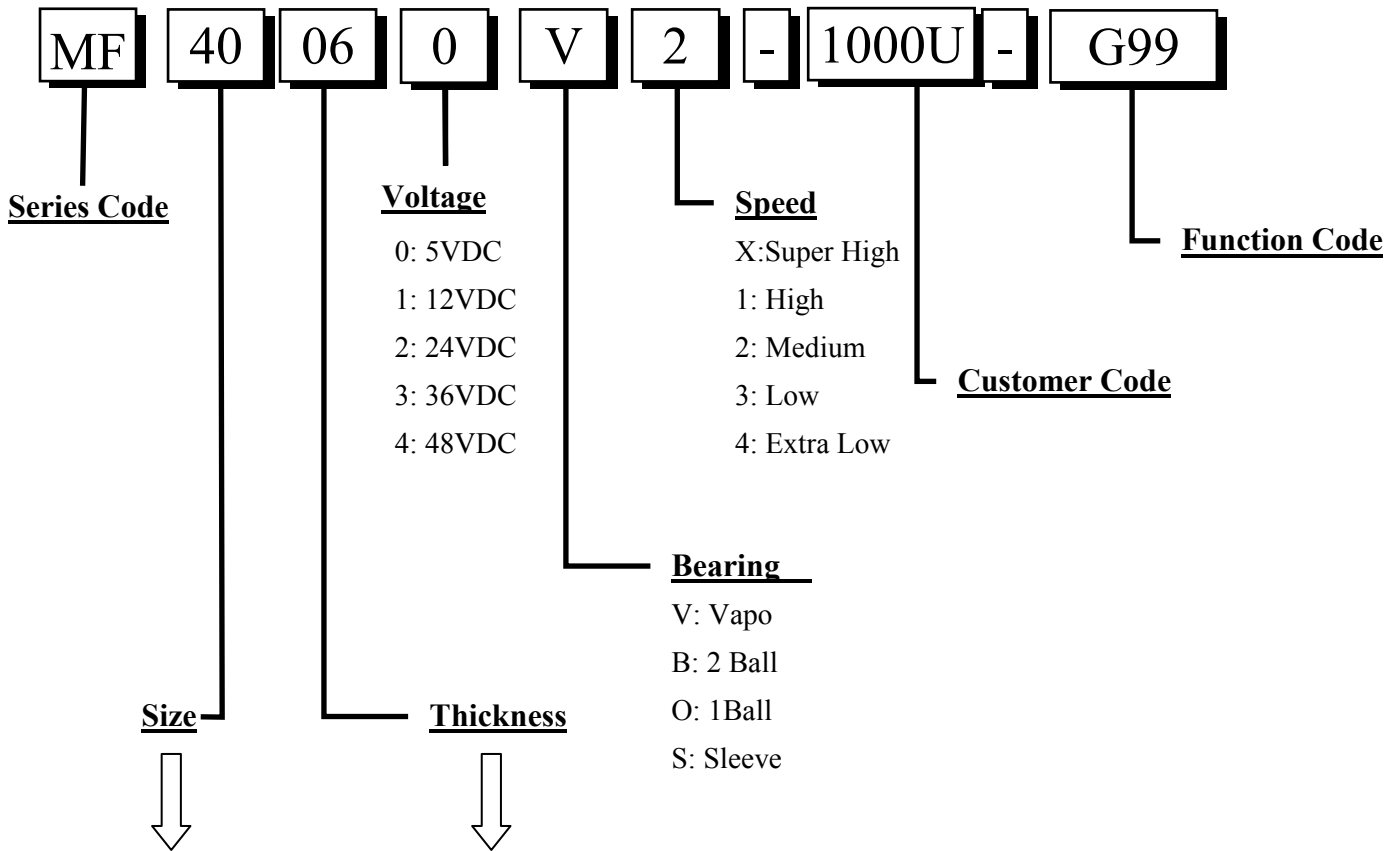 MF 40 06 0 V 2 - 1000U - G99
Series Code
Voltage
0: 5VDC
1: 12VDC
2: 24VDC
3: 36VDC
4: 48VDC
Speed
X:Super High
1: High
2: Medium
3: Low
4: Extra Low
Function Code
Customer Code
Bearing
V: Vapo
B: 2 Ball
O: 1Ball
S: Sleeve
Size
Thickness